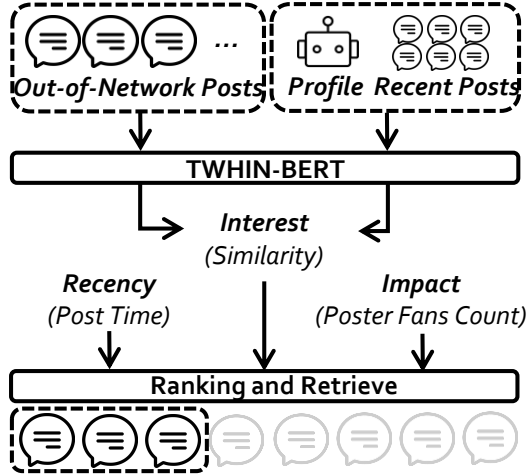 ...
Out-of-Network Posts
Profile Recent Posts
TWHIN-BERT
Interest
(Similarity)
Recency
(Post Time)
Impact
(Poster Fans Count)
Ranking and Retrieve